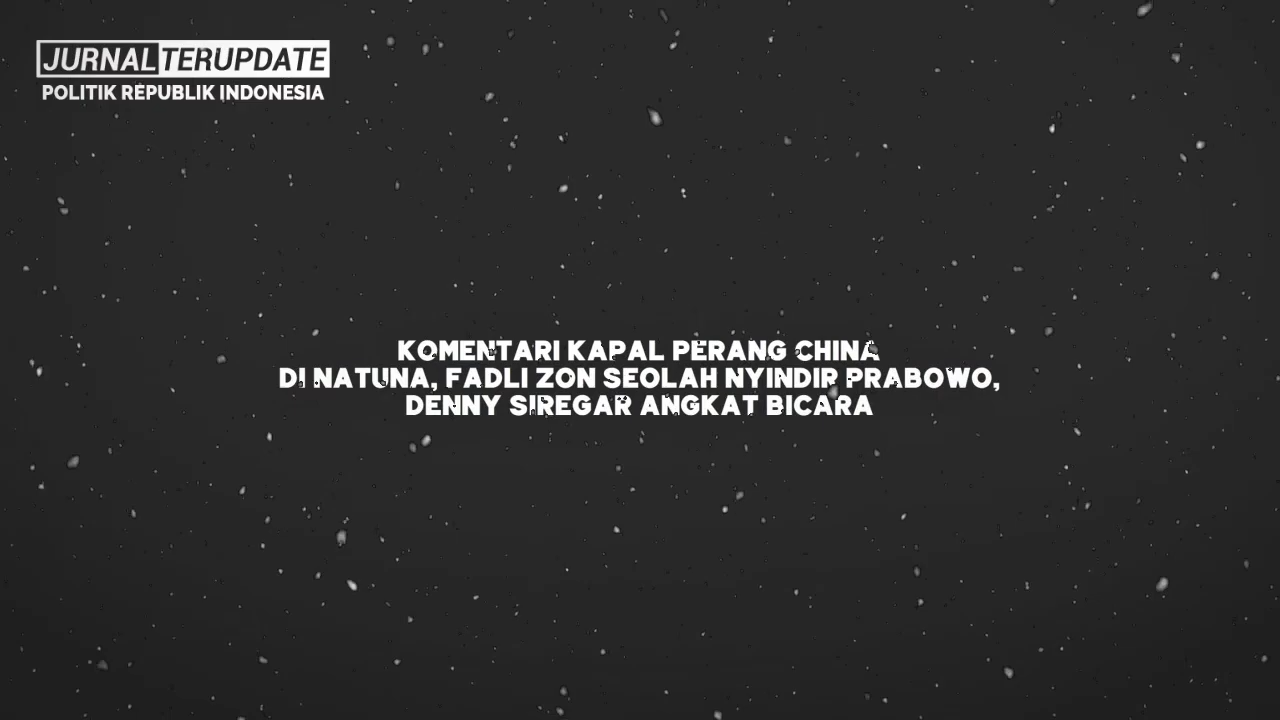 JURNALTERUPDATE
POLITIK REPUBLIK INDONESIA
KOMENTARI KAPAL PERANG CHINA
DI NATUNA, FADLI ZON SEOLAH NYINDIR PRABOWO,
DENNY SIREGAR ANGKAT BICARA